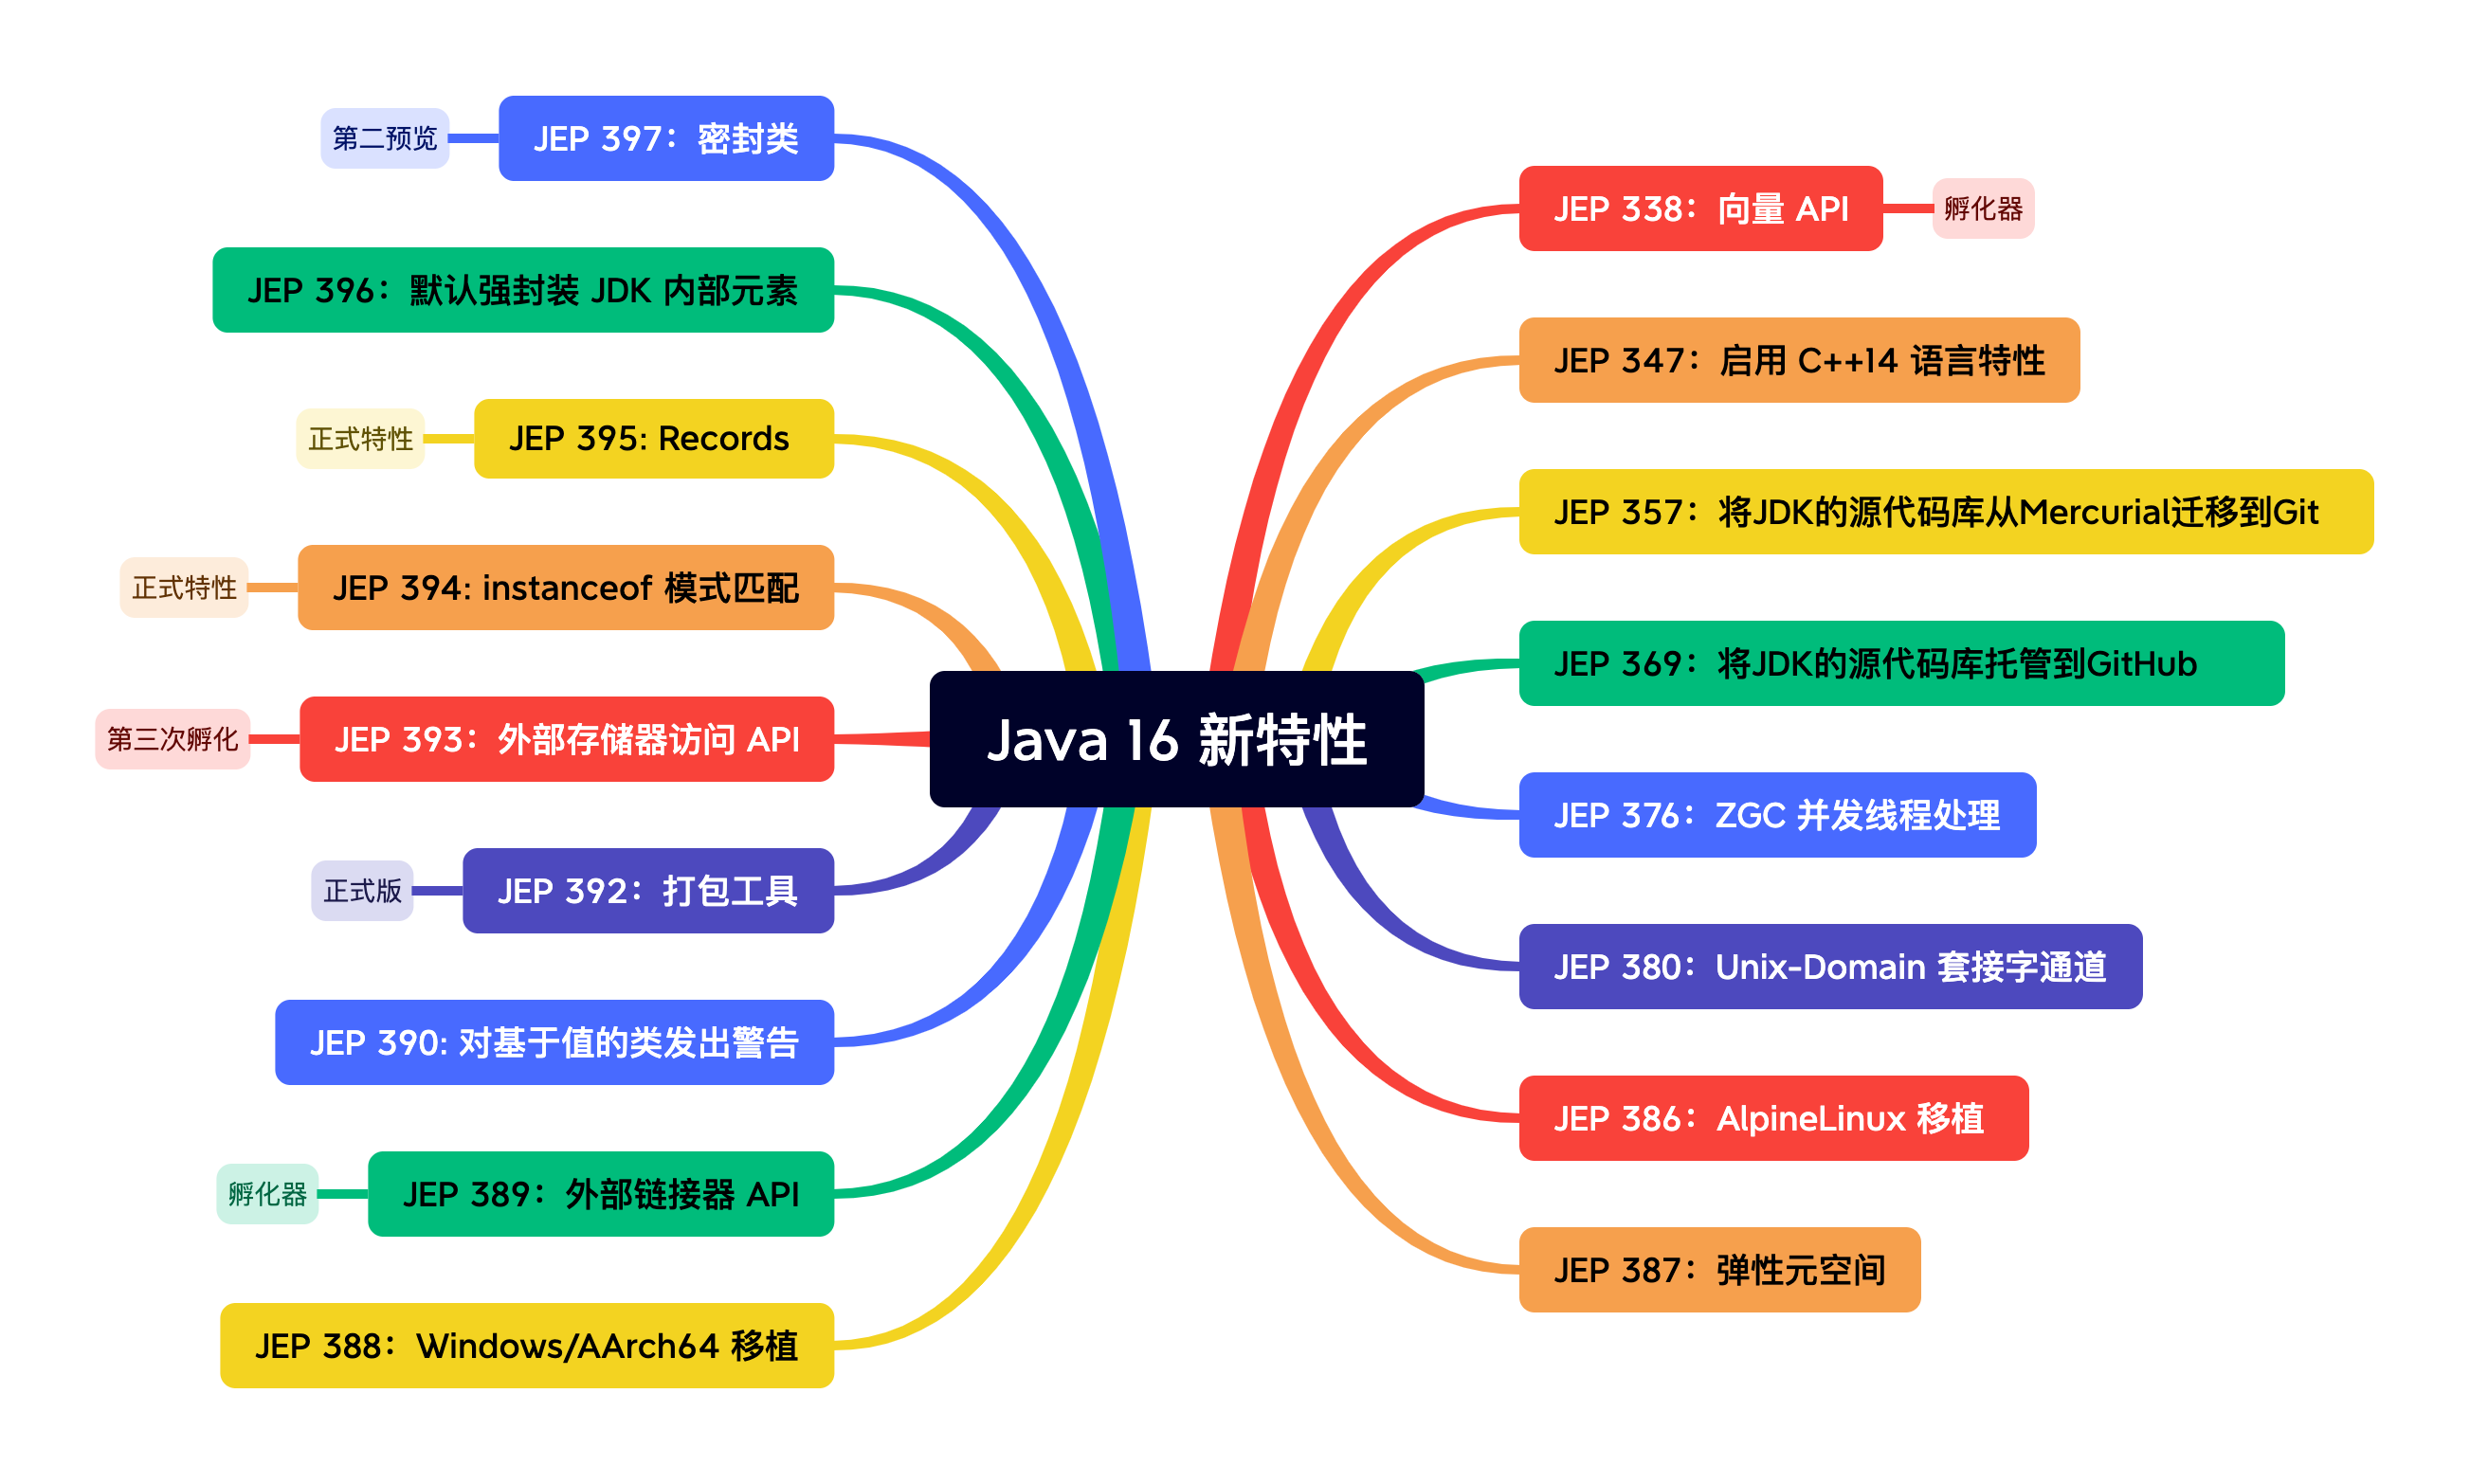 Java 16 新特性
JEP 338：向量 API
孵化器
JEP 347：启用 C++14 语言特性
JEP 357：将JDK的源代码库从Mercurial迁移到Git
JEP 369：将JDK的源代码库托管到GitHub
JEP 376：ZGC 并发线程处理
JEP 380：Unix-Domain 套接字通道
JEP 386：AlpineLinux 移植
JEP 387：弹性元空间
第二预览
JEP 397：密封类
JEP 396：默认强封装 JDK 内部元素
正式特性
JEP 395: Records
正式特性
JEP 394: instanceof 模式匹配
第三次孵化
JEP 393：外部存储器访问 API
正式版
JEP 392：打包工具
JEP 390: 对基于值的类发出警告
孵化器
JEP 389：外部链接器 API
JEP 388：Windows/AArch64 移植